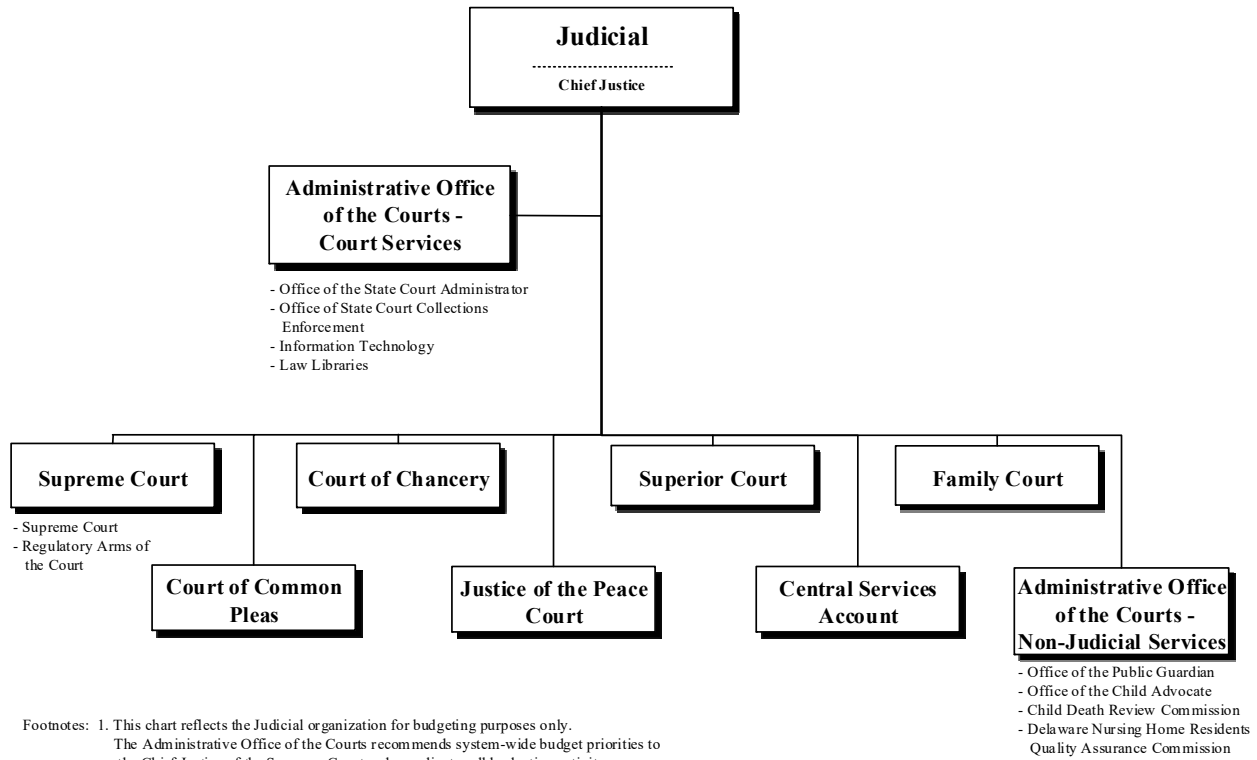 Judicial
Chief Justice
Administrative Office
of the Courts -
Court Services
- Office of the State Court Administrator
- Office of State Court Collections
Enforcement
- Information Technology
- Law Libraries
Supreme Court
- Supreme Court
- Regulatory Arms of
the Court
Court of Chancery
Superior Court
Family Court
Court of Common
Pleas
Justice of the Peace
Court
Central Services
Account
Administrative Office
of the Courts -
Non-Judicial Services
- Office of the Public Guardian
- Office of the Child Advocate
- Child Death Review Commission
- Delaware Nursing Home Residents
Quality Assurance Commission
Footnotes: 1. This chart reflects the Judicial organization for budgeting purposes only.
The Administrative Office of the Courts recommends system-wide budget priorities to